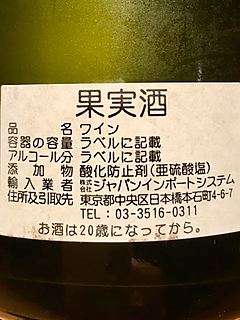 果実酒
品名 ワイン
容器の容量 ラベルに記載
アルコール分 ラベルに記載
添加物 酸化防止剤(亜硫酸塩)
輸入業者 株式会社ジャパンインポートシステム
住所及引取先 東京都中央区日本橋本石町4-6-7
TEL:03-3516-0311
お酒は20歳になってから。